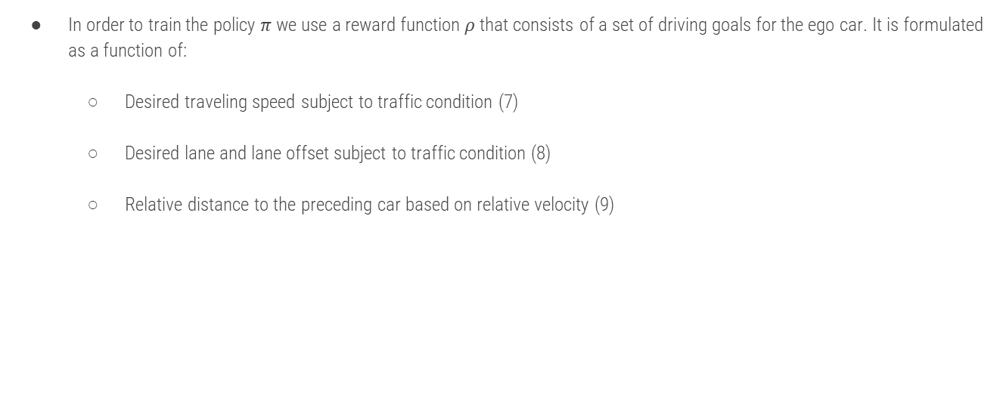 ● In order to train the policy π we use a reward function ρ that consists of a set of driving goals for the ego car. It is formulated
as a function of:
○ Desired traveling speed subject to traffic condition (7)
○ Desired lane and lane offset subject to traffic condition (8)
○ Relative distance to the preceding car based on relative velocity (9)